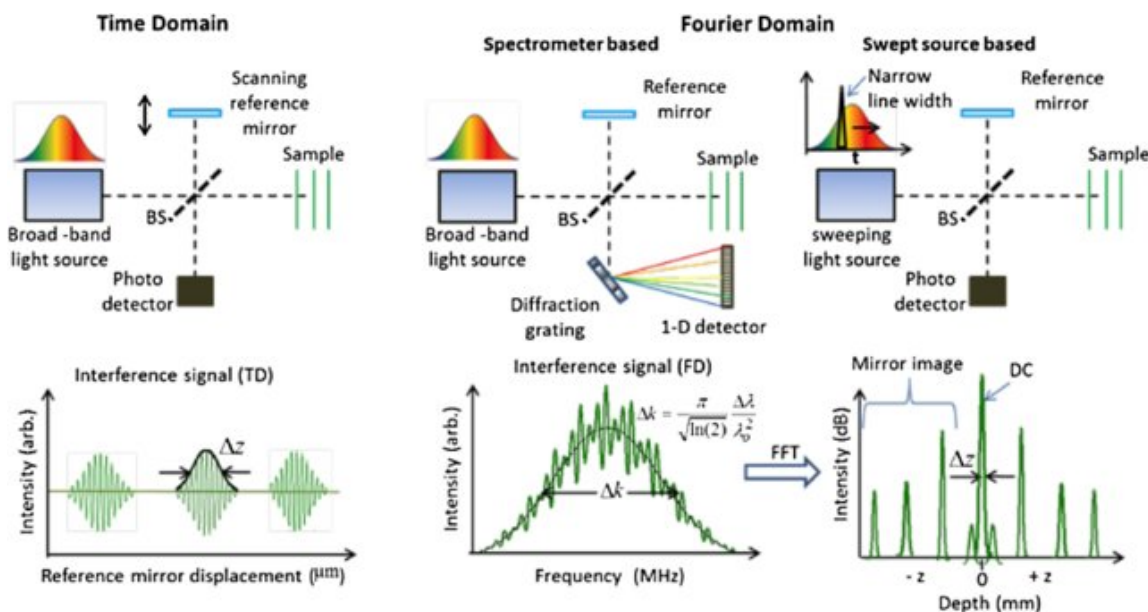 Time Domain
Scanning
reference
mirror
Sample
BS
Broad -band
light source
Photo
detector
Interference signal (TD)
Intensity (arb.)
Δz
Reference mirror displacement (μm)
Fourier Domain
Spectrometer based
Reference
mirror
Sample
BS
Broad -band
light source
Diffraction
grating
1-D detector
Interference signal (FD)
Intensity (arb.)
Δk = π/√ln(2) Δλ/λ₀²
Δk
Frequency (MHz)
FFT
Swept source based
Narrow
line width
t
Reference
mirror
Sample
BS
sweeping
light source
Mirror image
DC
Intensity (dB)
Δz
- z 0 + z
Depth (mm)